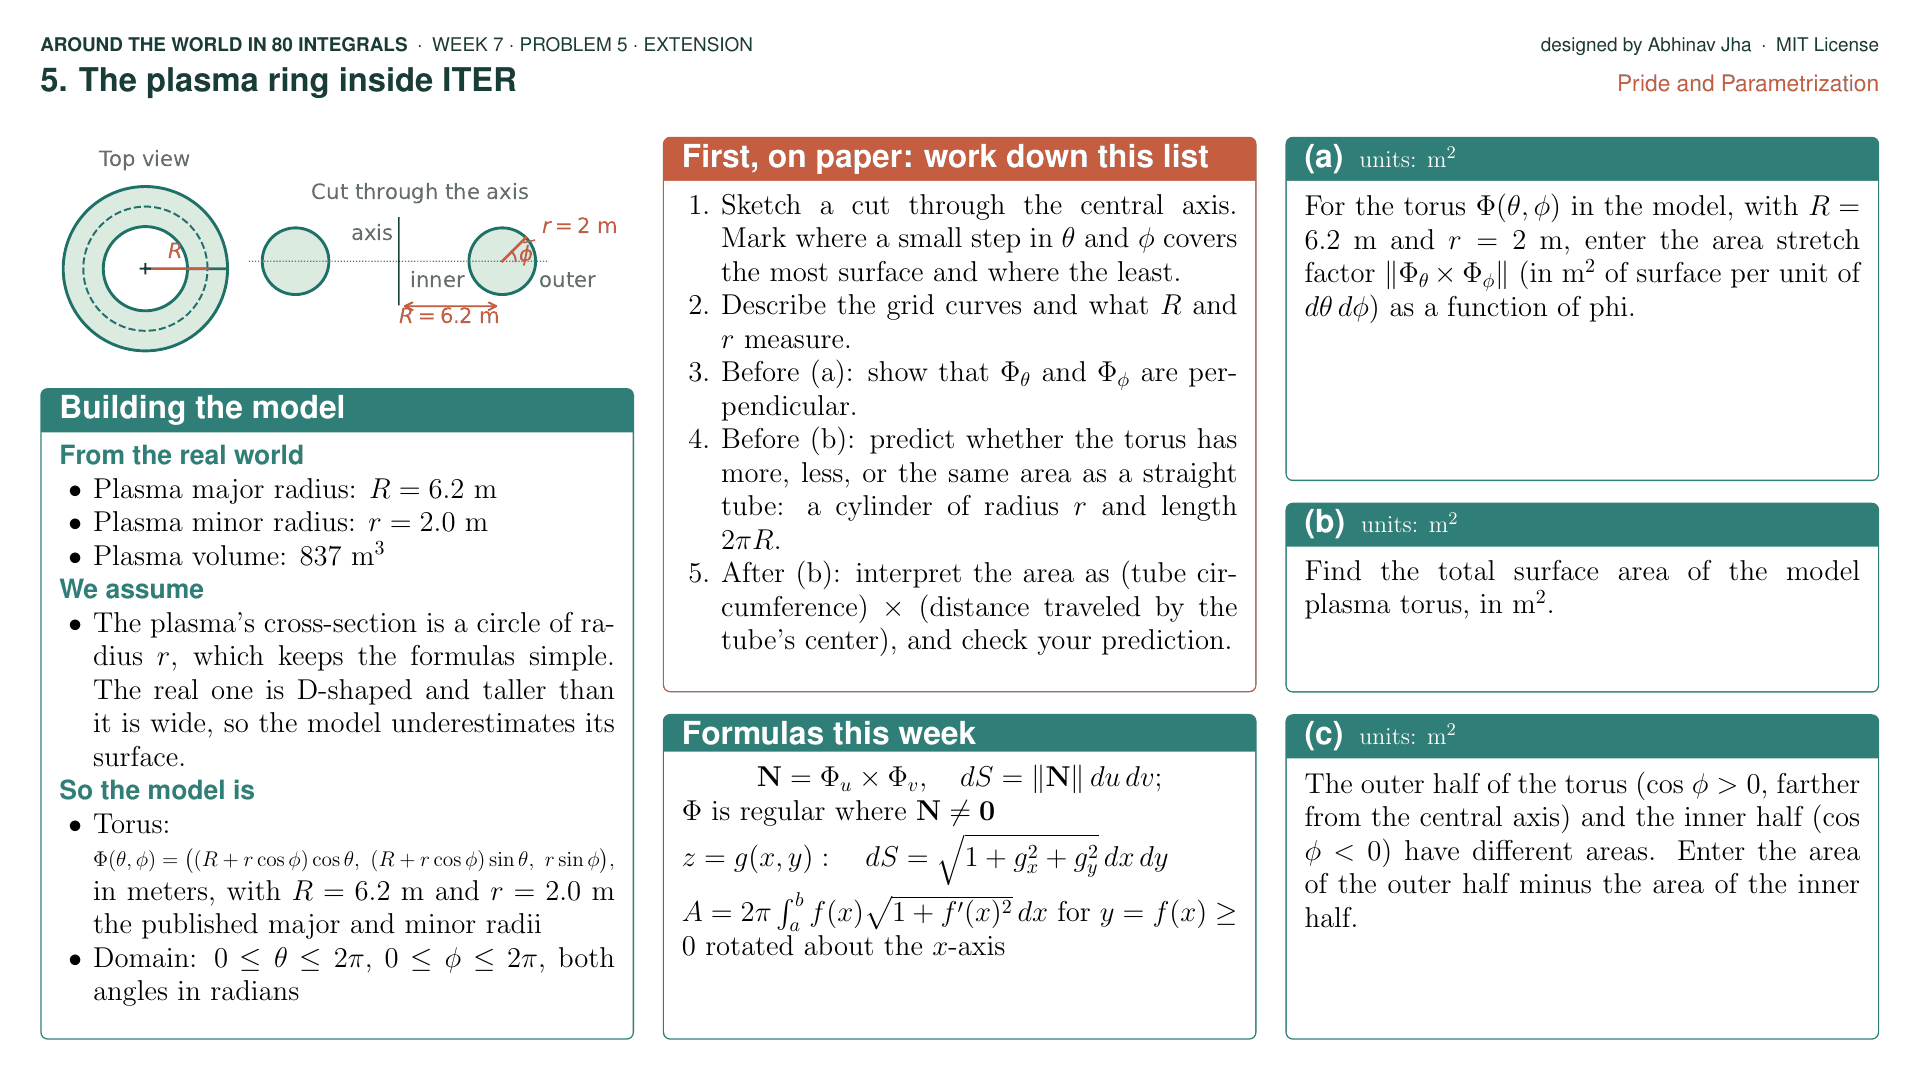 AROUND THE WORLD IN 80 INTEGRALS · WEEK 7 · PROBLEM 5 · EXTENSION
designed by Abhinav Jha · MIT License
5. The plasma ring inside ITER
Pride and Parametrization
Top view
R
Cut through the axis
axis
r = 2 m
ϕ
inner
outer
R = 6.2 m
Building the model
From the real world
• Plasma major radius: R = 6.2 m
• Plasma minor radius: r = 2.0 m
• Plasma volume: 837 m³
We assume
• The plasma's cross-section is a circle of ra-
dius r, which keeps the formulas simple.
The real one is D-shaped and taller than
it is wide, so the model underestimates its
surface.
So the model is
• Torus:
Φ(θ, ϕ) = ((R + r cos ϕ) cos θ, (R + r cos ϕ) sin θ, r sin ϕ),
in meters, with R = 6.2 m and r = 2.0 m
the published major and minor radii
• Domain: 0 ≤ θ ≤ 2π, 0 ≤ ϕ ≤ 2π, both
angles in radians
First, on paper: work down this list
1. Sketch a cut through the central axis.
Mark where a small step in θ and ϕ covers
the most surface and where the least.
2. Describe the grid curves and what R and
r measure.
3. Before (a): show that Φ_θ and Φ_ϕ are per-
pendicular.
4. Before (b): predict whether the torus has
more, less, or the same area as a straight
tube: a cylinder of radius r and length
2πR.
5. After (b): interpret the area as (tube cir-
cumference) × (distance traveled by the
tube's center), and check your prediction.
Formulas this week
N = Φ_u × Φ_v, dS = ‖N‖ du dv;
Φ is regular where N ≠ 0
z = g(x, y) : dS = √(1 + g_x² + g_y²) dx dy
A = 2π ∫_a^b f(x)√(1 + f′(x)²) dx for y = f(x) ≥
0 rotated about the x-axis
(a) units: m²
For the torus Φ(θ, ϕ) in the model, with R =
6.2 m and r = 2 m, enter the area stretch
factor ‖Φ_θ × Φ_ϕ‖ (in m² of surface per unit of
dθ dϕ) as a function of phi.
(b) units: m²
Find the total surface area of the model
plasma torus, in m².
(c) units: m²
The outer half of the torus (cos ϕ > 0, farther
from the central axis) and the inner half (cos
ϕ < 0) have different areas. Enter the area
of the outer half minus the area of the inner
half.